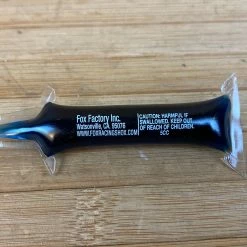 Fox Factory Inc.
Watsonville, CA 95076
WWW.FOXRACINGSHOX.COM
CAUTION: HARMFUL IF
SWALLOWED. KEEP OUT
OF REACH OF CHILDREN.
5CC